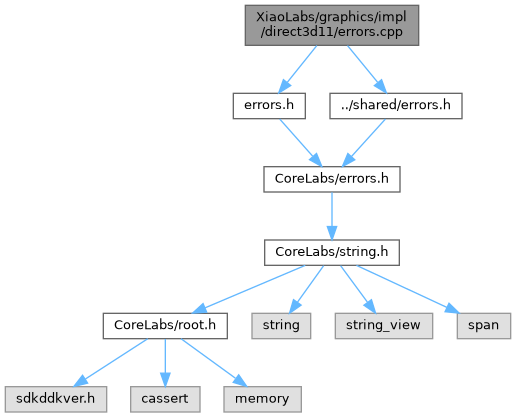 XiaoLabs/graphics/impl
/direct3d11/errors.cpp
errors.h
../shared/errors.h
CoreLabs/errors.h
CoreLabs/string.h
CoreLabs/root.h
string
string_view
span
sdkddkver.h
cassert
memory